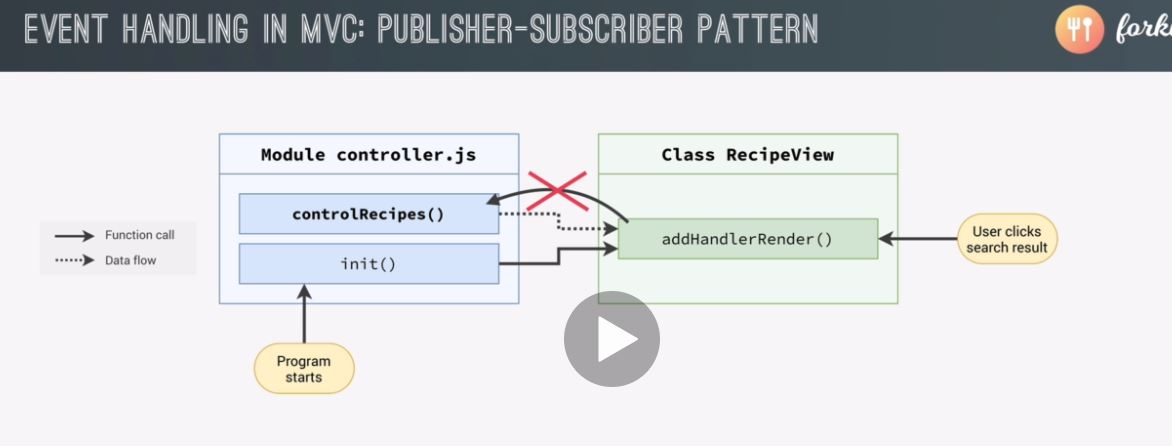 EVENT HANDLING IN MVC: PUBLISHER-SUBSCRIBER PATTERN
Module controller.js
Class RecipeView
controlRecipes()
addHandlerRender()
init()
Function call
Data flow
User clicks
search result
Program
starts